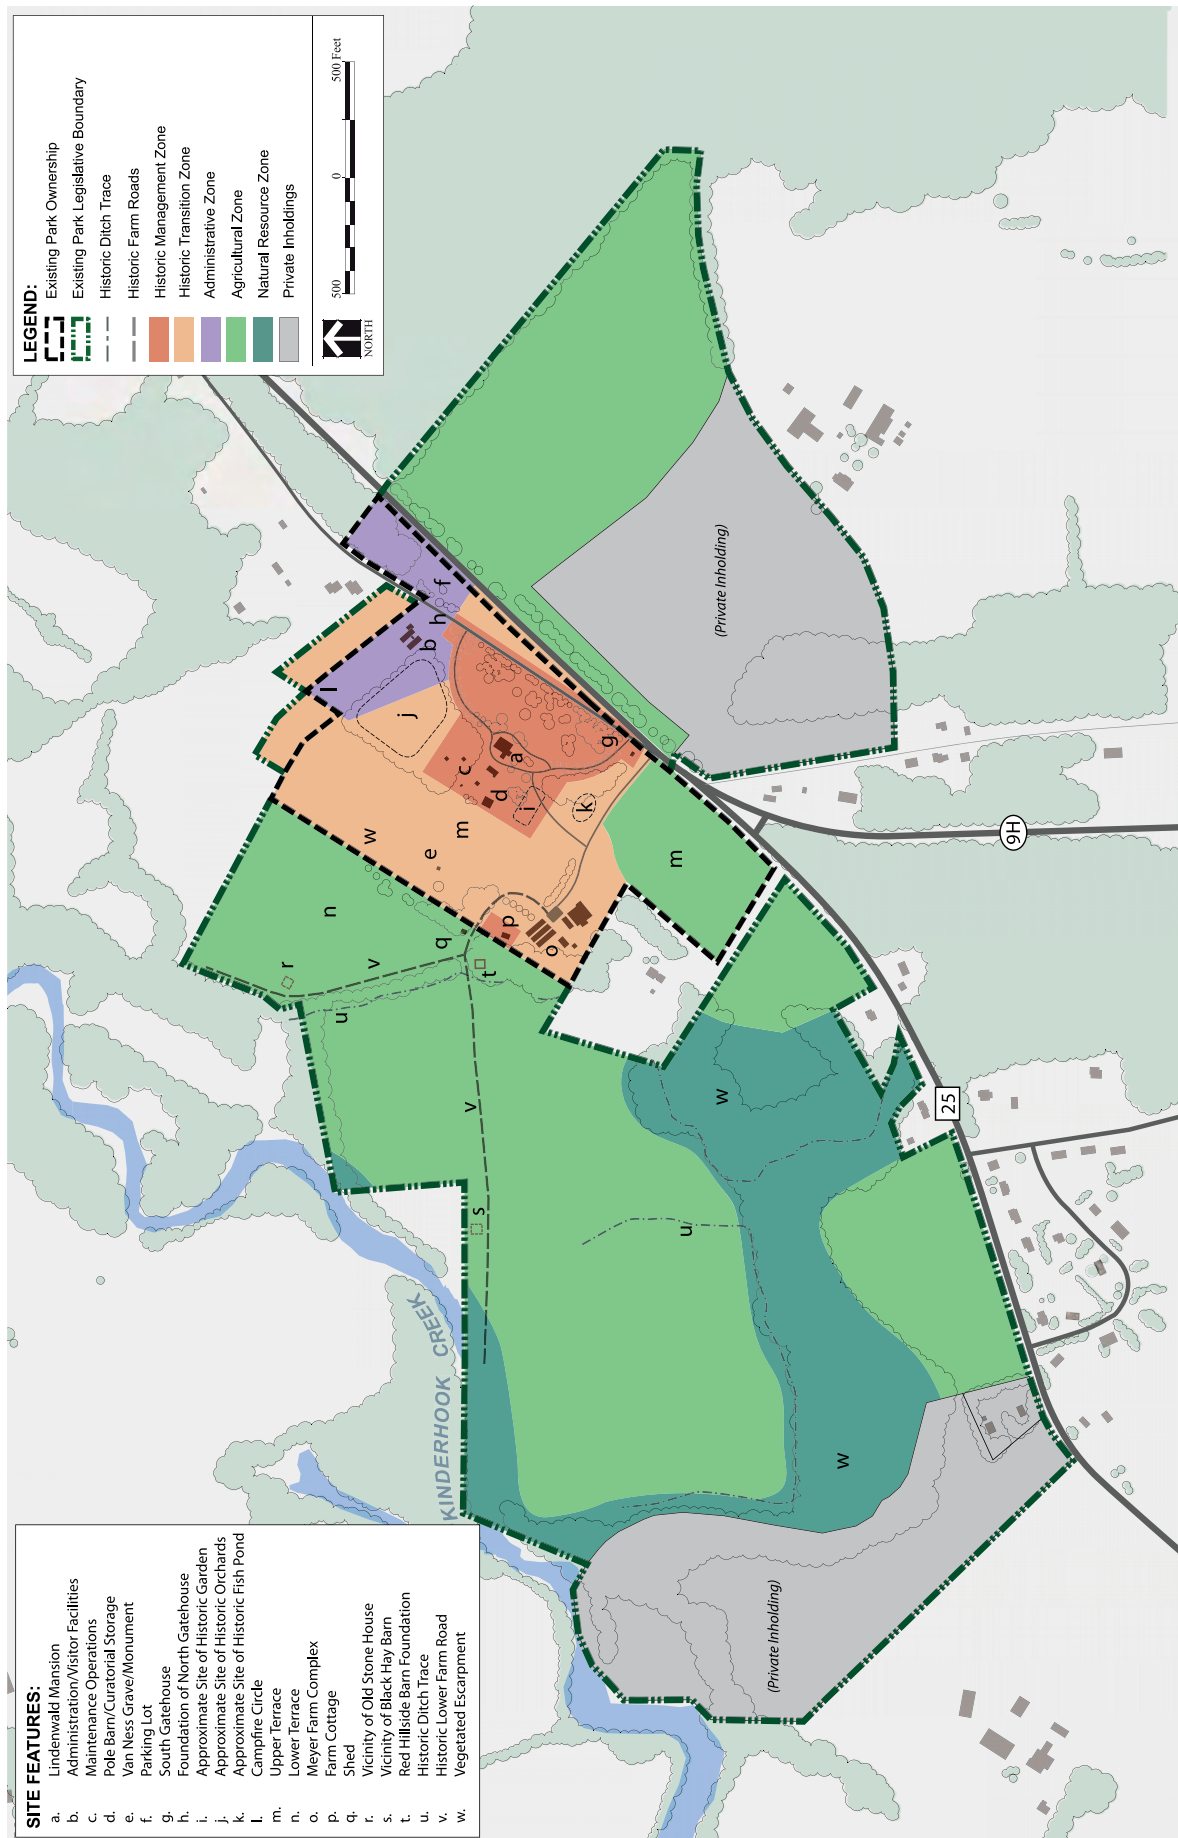 LEGEND:
Existing Park Ownership
Existing Park Legislative Boundary
Historic Ditch Trace
Historic Farm Roads
Historic Management Zone
Historic Transition Zone
Administrative Zone
Agricultural Zone
Natural Resource Zone
Private Inholdings
500 0 500 Feet
NORTH
SITE FEATURES:
a. Lindenwald Mansion
b. Administration/Visitor Facilities
c. Maintenance Operations
d. Pole Barn/Curatorial Storage
e. Van Ness Grave/Monument
f. Parking Lot
g. South Gatehouse
h. Foundation of North Gatehouse
i. Approximate Site of Historic Garden
j. Approximate Site of Historic Orchards
k. Approximate Site of Historic Fish Pond
l. Campfire Circle
m. Upper Terrace
n. Lower Terrace
o. Meyer Farm Complex
p. Farm Cottage
q. Shed
r. Vicinity of Old Stone House
s. Vicinity of Black Hay Barn
t. Red Hillside Barn Foundation
u. Historic Ditch Trace
v. Historic Lower Farm Road
w. Vegetated Escarpment
KINDERHOOK CREEK
(Private Inholding)
(Private Inholding)
9H
25
f
h
b
l
j
a
g
c
d
i
k
m
w
e
m
n
p
o
q
t
r
v
u
v
w
s
u
w